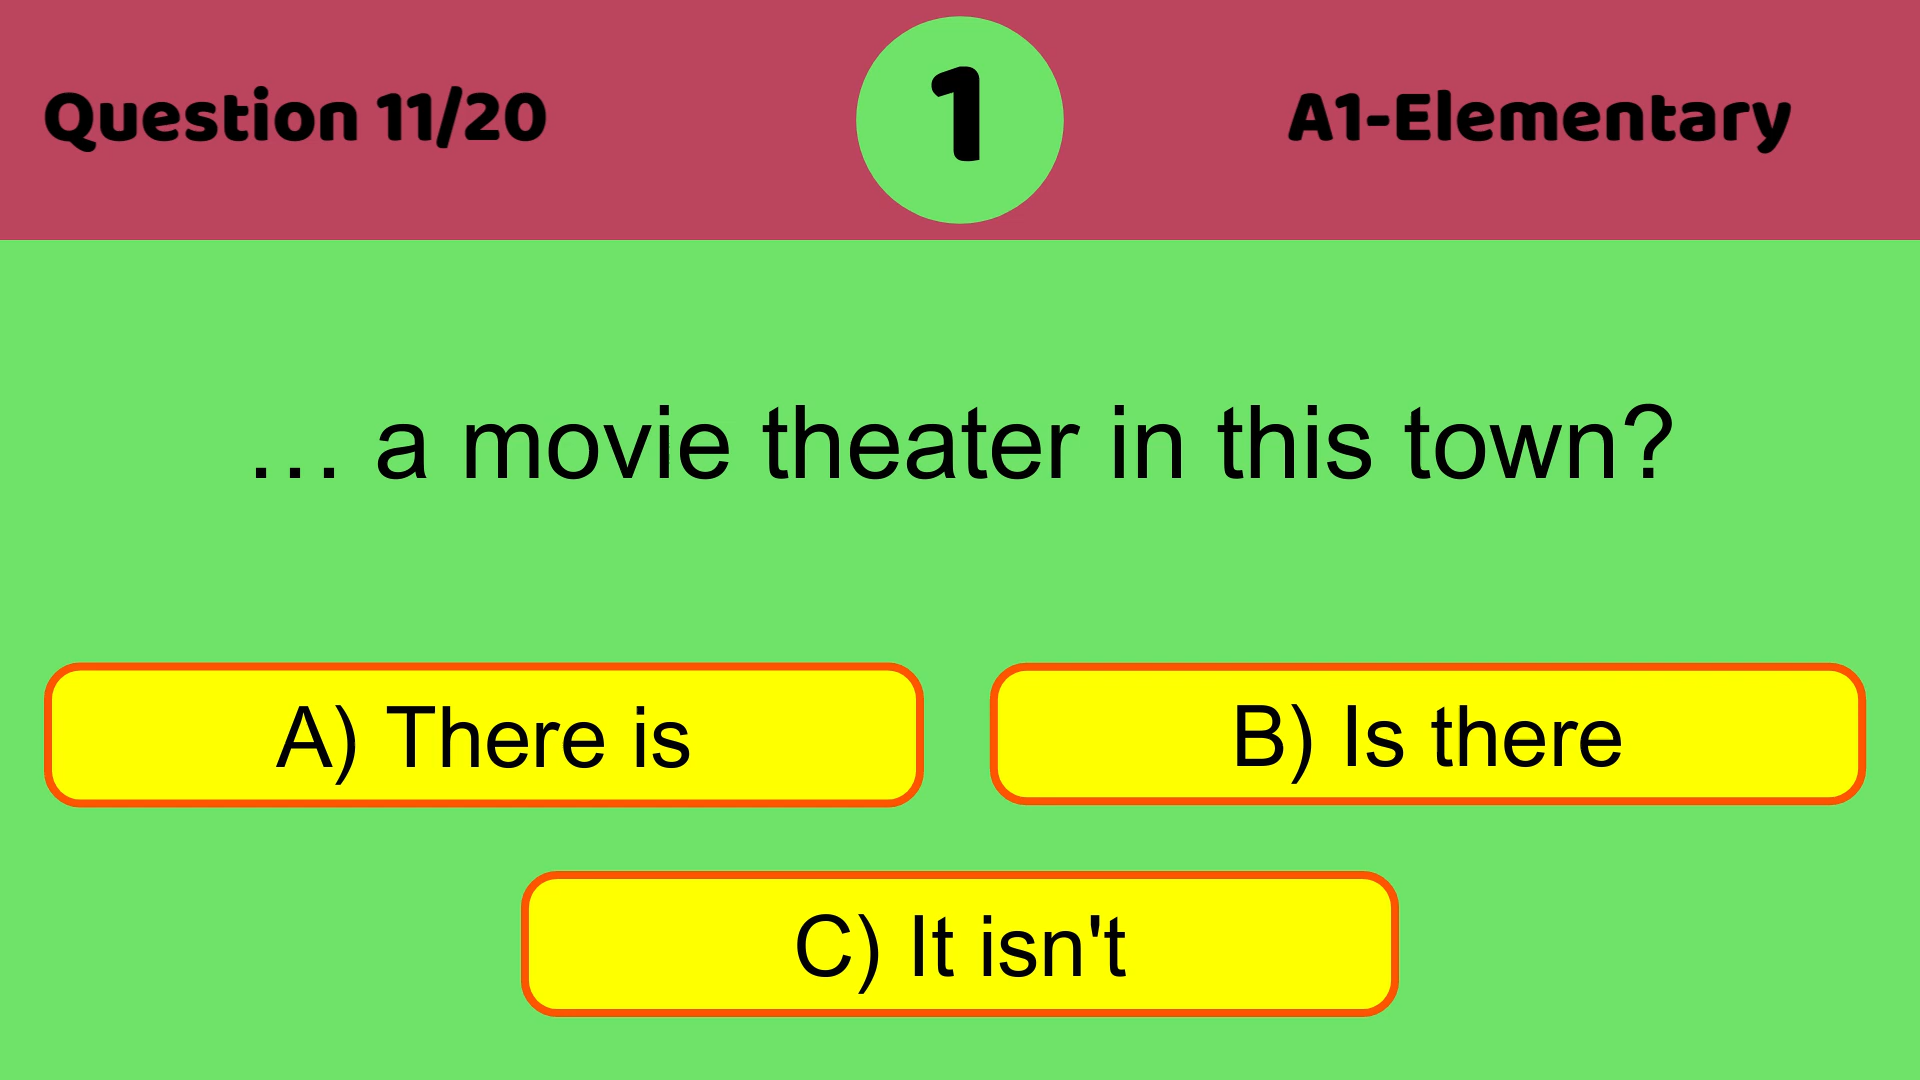 Question 11/20
1
A1-Elementary
… a movie theater in this town?
A) There is
B) Is there
C) It isn't